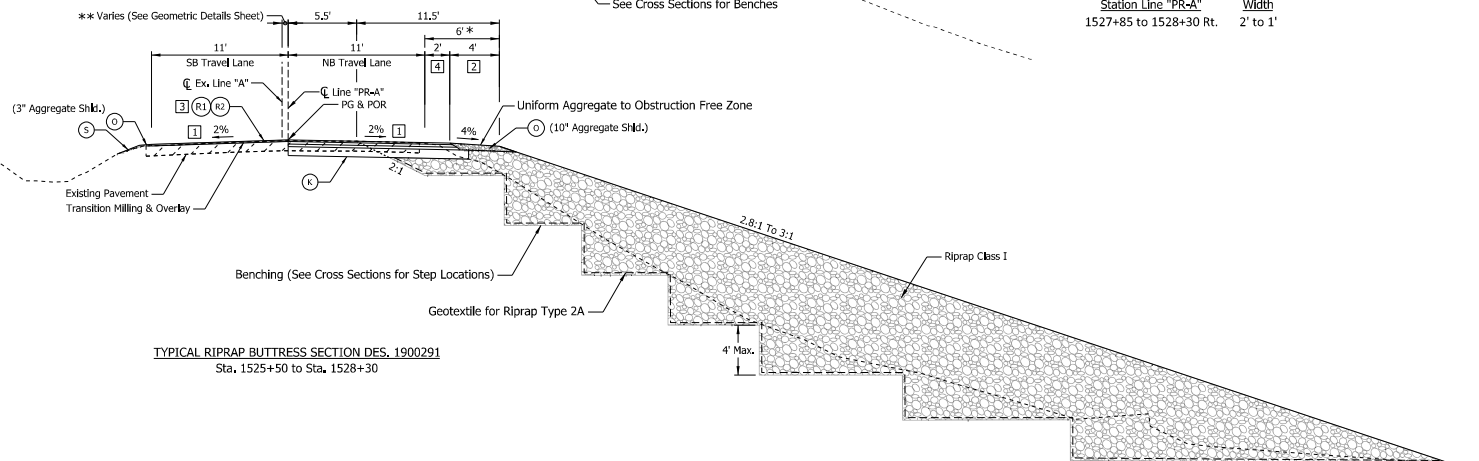 See Cross Sections for Benches
Station Line "PR-A" Width
1527+85 to 1528+30 Rt. 2' to 1'
** Varies (See Geometric Details Sheet)
5.5' 11.5'
6' *
11' 11' 2' 4'
SB Travel Lane NB Travel Lane 4 2
℄ Ex. Line "A"
℄ Line "PR-A"
PG & POR
3 R1 R2
(3" Aggregate Shld.)
O
S
1 2% 2% 1 4%
Uniform Aggregate to Obstruction Free Zone
O (10" Aggregate Shld.)
2:1
K
Existing Pavement
Transition Milling & Overlay
2.8:1 To 3:1
Riprap Class I
Benching (See Cross Sections for Step Locations)
Geotextile for Riprap Type 2A
4' Max.
TYPICAL RIPRAP BUTTRESS SECTION DES. 1900291
Sta. 1525+50 to Sta. 1528+30